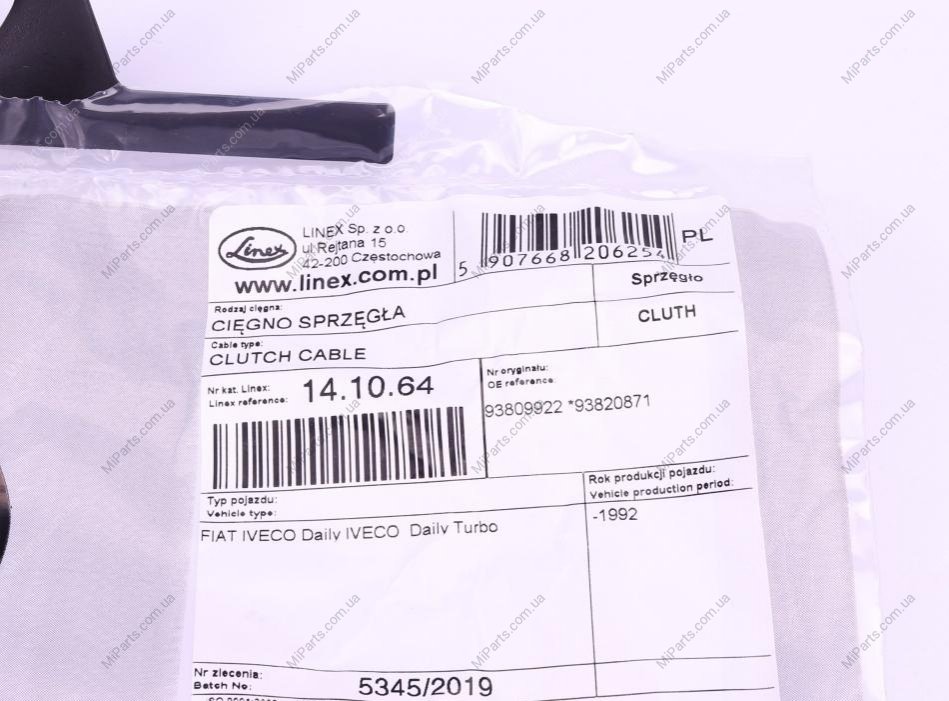 Linex
LINEX Sp. z o.o.
ul.Rejtana 15
42-200 Częstochowa
www.linex.com.pl
5 907668 206254
PL
Rodzaj cięgna:
CIĘGNO SPRZĘGŁA
Sprzęgło
Cable type:
CLUTCH CABLE
CLUTH
Nr kat. Linex:
Linex reference:
14.10.64
Nr oryginału:
OE reference:
93809922 *93820871
Typ pojazdu:
Vehicle type:
FIAT IVECO Daily IVECO Daily Turbo
Rok produkcji pojazdu:
Vehicle production period:
-1992
Nr zlecenia:
Batch No:
5345/2019
MiParts.com.ua